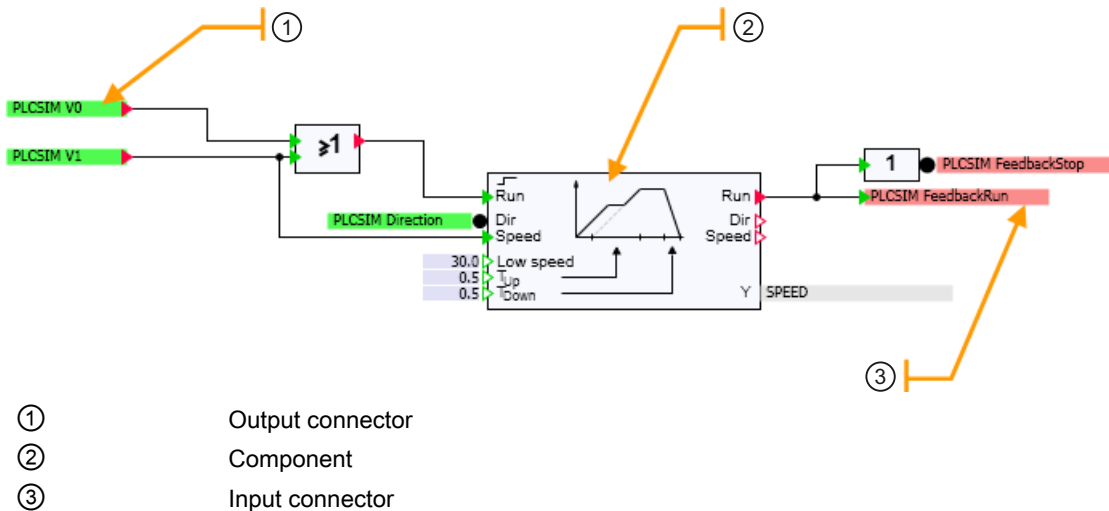 ① ②
PLCSIM V0
PLCSIM V1
≥1
1 PLCSIM FeedbackStop
Run Run PLCSIM FeedbackRun
PLCSIM Direction Dir Dir
Speed Speed
30.0 Low speed
0.5 TUp
0.5 TDown Y SPEED
③
① Output connector
② Component
③ Input connector